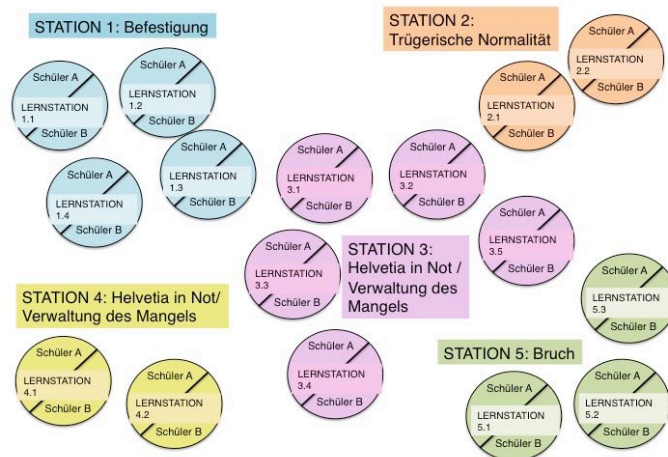 STATION 1: Befestigung
Schüler A
LERNSTATION
1.1
Schüler B
Schüler A
LERNSTATION
1.2
Schüler B
Schüler A
LERNSTATION
1.3
Schüler B
Schüler A
LERNSTATION
1.4
Schüler B
STATION 2:
Trügerische Normalität
Schüler A
LERNSTATION
2.1
Schüler B
Schüler A
LERNSTATION
2.2
Schüler B
STATION 3:
Helvetia in Not /
Verwaltung des
Mangels
Schüler A
LERNSTATION
3.1
Schüler B
Schüler A
LERNSTATION
3.2
Schüler B
Schüler A
LERNSTATION
3.3
Schüler B
Schüler A
LERNSTATION
3.4
Schüler B
Schüler A
LERNSTATION
3.5
Schüler B
STATION 4: Helvetia in Not/
Verwaltung des Mangels
Schüler A
LERNSTATION
4.1
Schüler B
Schüler A
LERNSTATION
4.2
Schüler B
STATION 5: Bruch
Schüler A
LERNSTATION
5.1
Schüler B
Schüler A
LERNSTATION
5.2
Schüler B
Schüler A
LERNSTATION
5.3
Schüler B